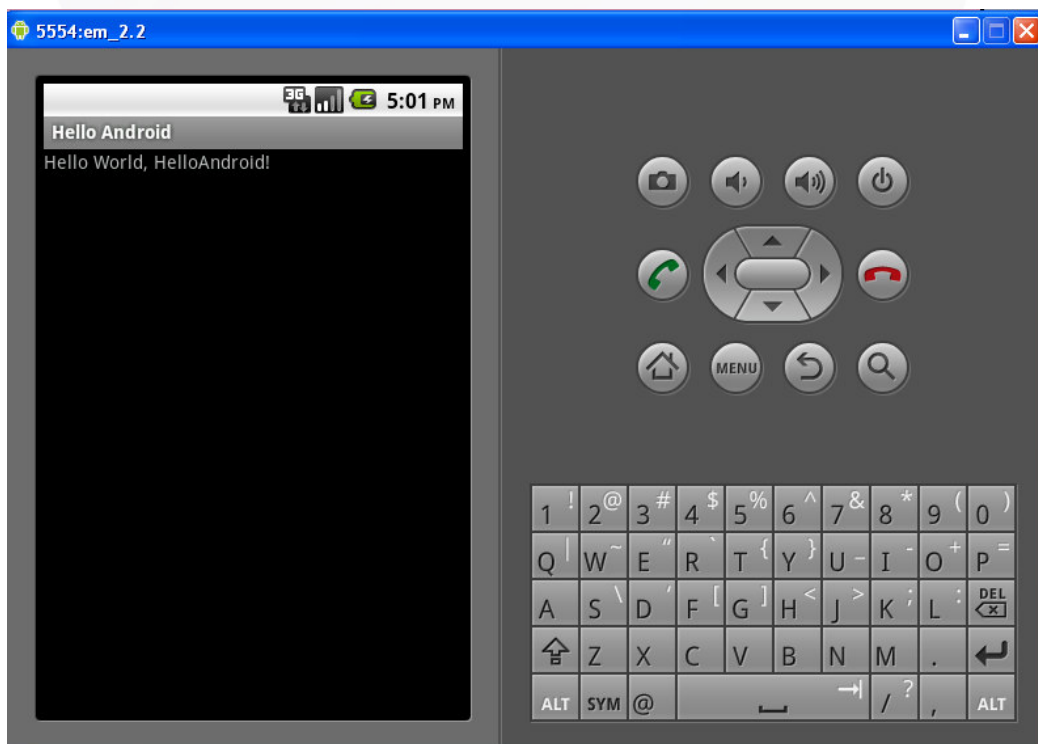 5554:em_2.2
3G 5:01 PM
Hello Android
Hello World, HelloAndroid!
MENU
1 ! 2 @ 3 # 4 $ 5 % 6 ^ 7 & 8 * 9 ( 0 )
Q | W ~ E " R ` T { Y } U _ I - O + P =
A S \ D ' F [ G ] H < J > K ; L : DEL
Z X C V B N M .
ALT SYM @ / ? , ALT